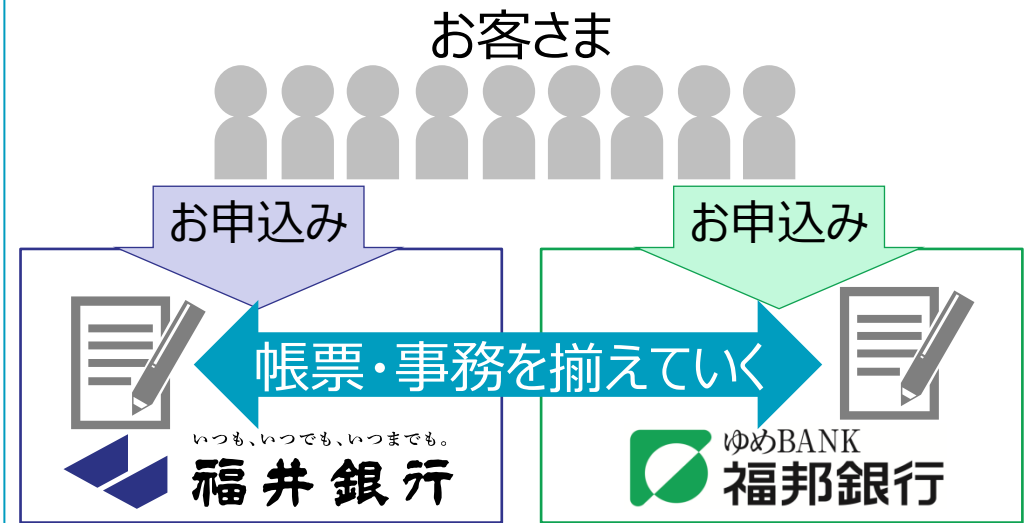 お客さま
お申込み
お申込み
帳票・事務を揃えていく
いつも、いつでも、いつまでも。
福井銀行
ゆめBANK
福邦銀行